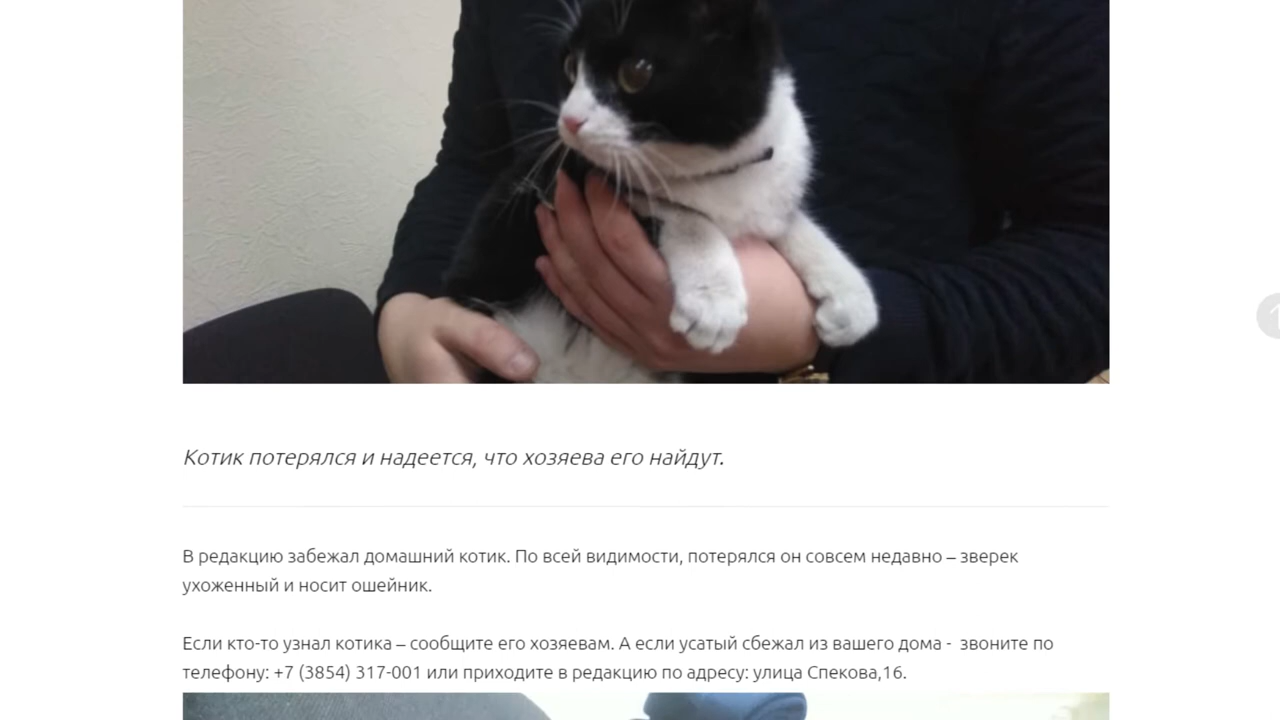 Котик потерялся и надеется, что хозяева его найдут.
В редакцию забежал домашний котик. По всей видимости, потерялся он совсем недавно – зверек
ухоженный и носит ошейник.
Если кто-то узнал котика – сообщите его хозяевам. А если усатый сбежал из вашего дома -  звоните по
телефону: +7 (3854) 317-001 или приходите в редакцию по адресу: улица Спекова,16.